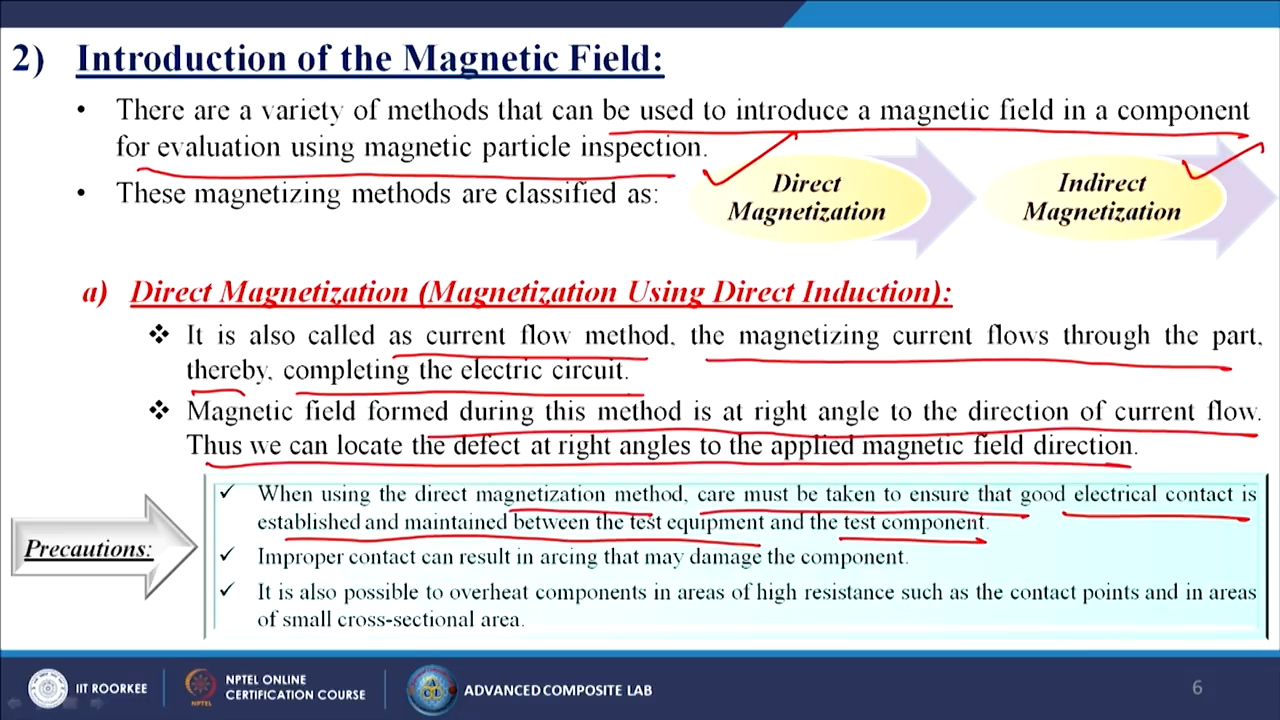 2) Introduction of the Magnetic Field:
• There are a variety of methods that can be used to introduce a magnetic field in a component
for evaluation using magnetic particle inspection.
• These magnetizing methods are classified as:
Direct
Magnetization
Indirect
Magnetization
a) Direct Magnetization (Magnetization Using Direct Induction):
❖ It is also called as current flow method, the magnetizing current flows through the part,
thereby, completing the electric circuit.
❖ Magnetic field formed during this method is at right angle to the direction of current flow.
Thus we can locate the defect at right angles to the applied magnetic field direction.
Precautions:
✓ When using the direct magnetization method, care must be taken to ensure that good electrical contact is
established and maintained between the test equipment and the test component.
✓ Improper contact can result in arcing that may damage the component.
✓ It is also possible to overheat components in areas of high resistance such as the contact points and in areas
of small cross-sectional area.
IIT ROORKEE
NPTEL ONLINE
CERTIFICATION COURSE
NPTEL
ACL
ADVANCED COMPOSITE LAB
6